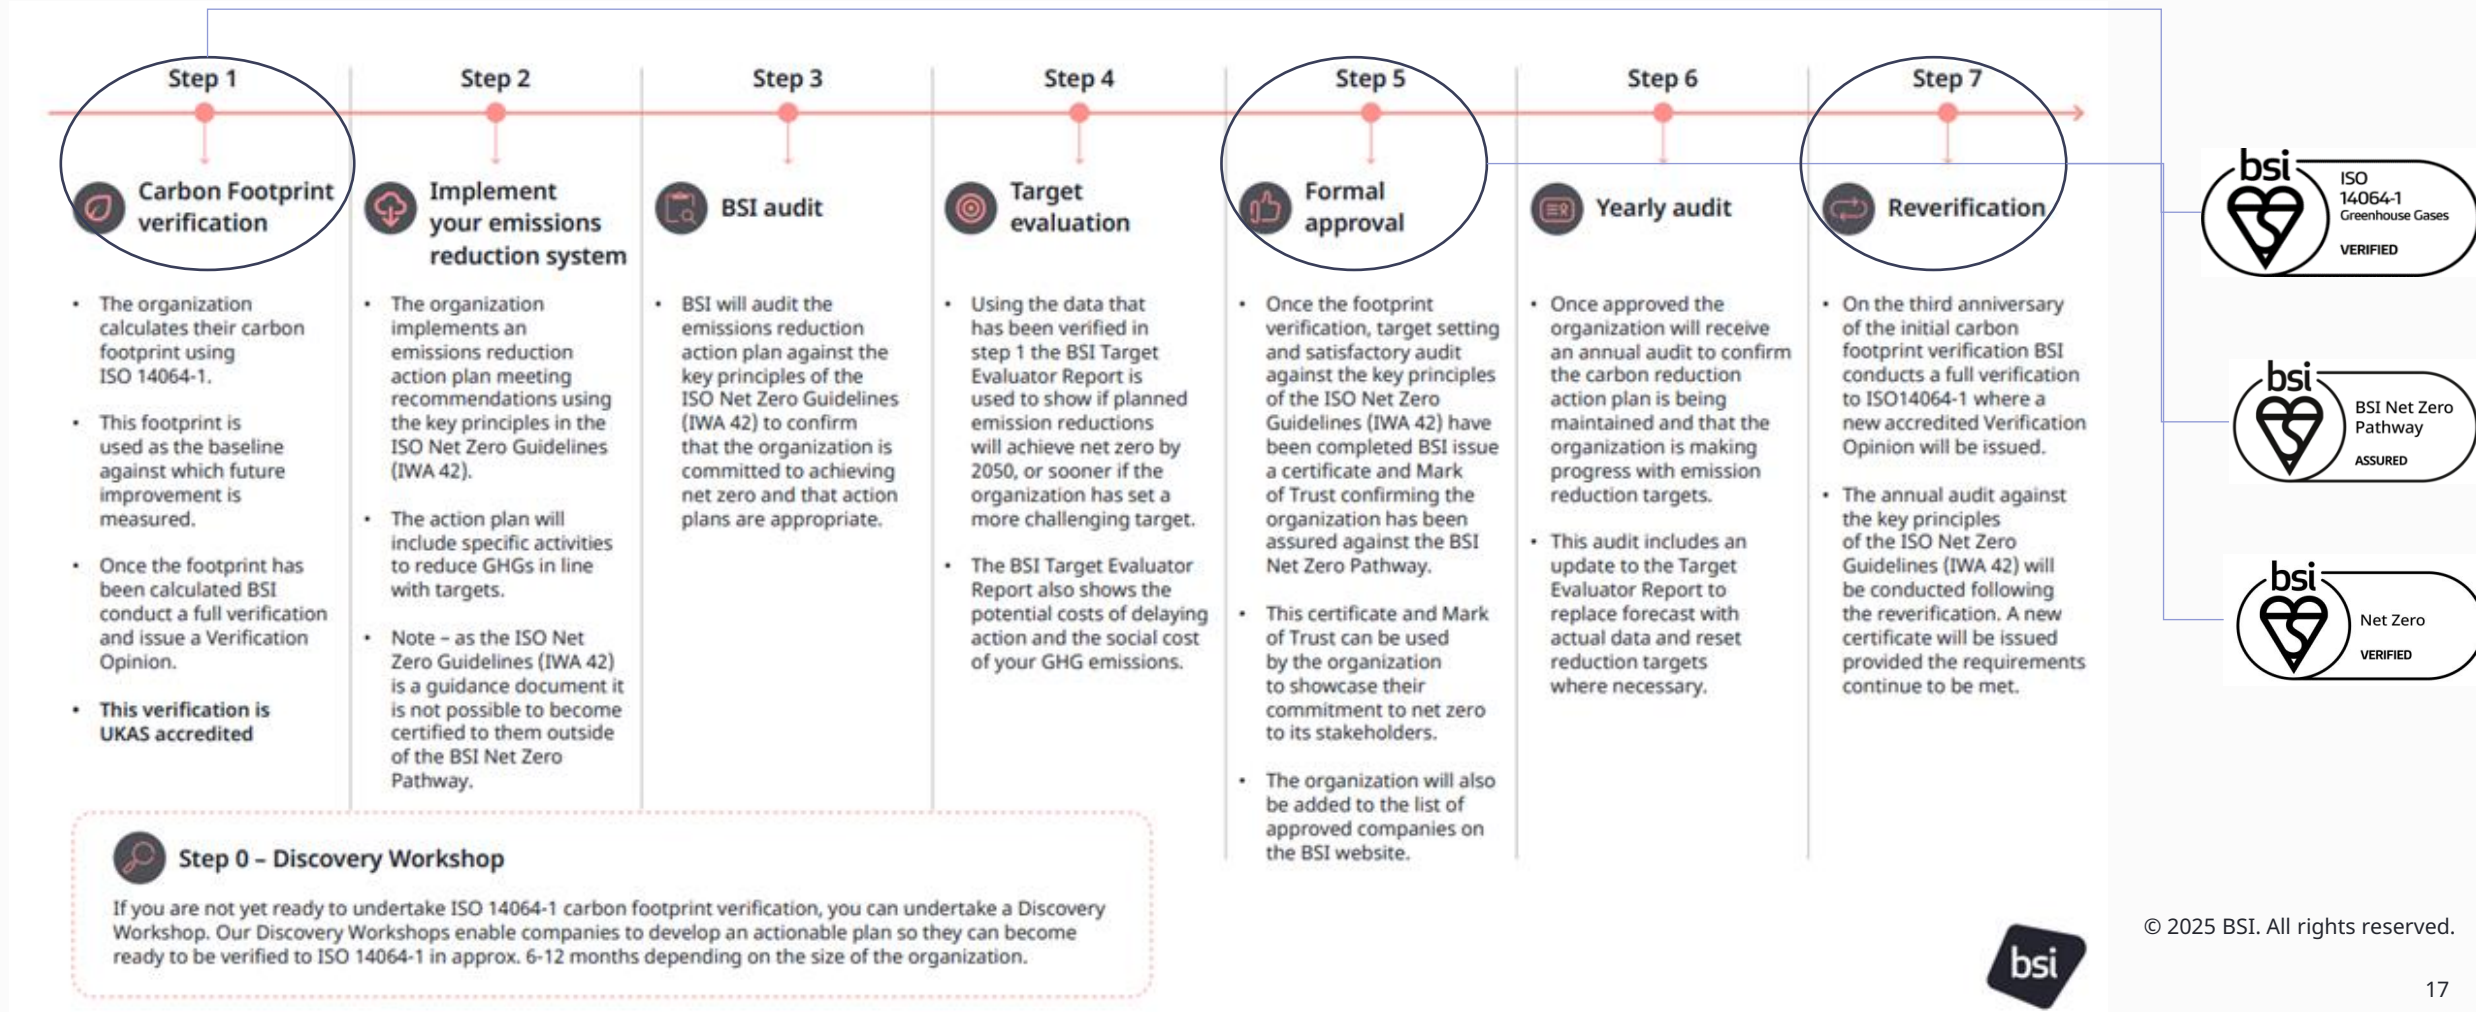 Step 1
Carbon Footprint
verification
• The organization
calculates their carbon
footprint using
ISO 14064-1.
• This footprint is
used as the baseline
against which future
improvement is
measured.
• Once the footprint has
been calculated BSI
conduct a full verification
and issue a Verification
Opinion.
• This verification is
UKAS accredited
Step 2
Implement
your emissions
reduction system
• The organization
implements an
emissions reduction
action plan meeting
recommendations using
the key principles in the
ISO Net Zero Guidelines
(IWA 42).
• The action plan will
include specific activities
to reduce GHGs in line
with targets.
• Note – as the ISO Net
Zero Guidelines (IWA 42)
is a guidance document it
is not possible to become
certified to them outside
of the BSI Net Zero
Pathway.
Step 3
BSI audit
• BSI will audit the
emissions reduction
action plan against the
key principles of the
ISO Net Zero Guidelines
(IWA 42) to confirm
that the organization is
committed to achieving
net zero and that action
plans are appropriate.
Step 4
Target
evaluation
• Using the data that
has been verified in
step 1 the BSI Target
Evaluator Report is
used to show if planned
emission reductions
will achieve net zero by
2050, or sooner if the
organization has set a
more challenging target.
• The BSI Target Evaluator
Report also shows the
potential costs of delaying
action and the social cost
of your GHG emissions.
Step 5
Formal
approval
• Once the footprint
verification, target setting
and satisfactory audit
against the key principles
of the ISO Net Zero
Guidelines (IWA 42) have
been completed BSI issue
a certificate and Mark
of Trust confirming the
organization has been
assured against the BSI
Net Zero Pathway.
• This certificate and Mark
of Trust can be used
by the organization
to showcase their
commitment to net zero
to its stakeholders.
• The organization will also
be added to the list of
approved companies on
the BSI website.
Step 6
Yearly audit
• Once approved the
organization will receive
an annual audit to confirm
the carbon reduction
action plan is being
maintained and that the
organization is making
progress with emission
reduction targets.
• This audit includes an
update to the Target
Evaluator Report to
replace forecast with
actual data and reset
reduction targets
where necessary.
Step 7
Reverification
• On the third anniversary
of the initial carbon
footprint verification BSI
conducts a full verification
to ISO14064-1 where a
new accredited Verification
Opinion will be issued.
• The annual audit against
the key principles
of the ISO Net Zero
Guidelines (IWA 42) will
be conducted following
the reverification. A new
certificate will be issued
provided the requirements
continue to be met.
Step 0 – Discovery Workshop
If you are not yet ready to undertake ISO 14064-1 carbon footprint verification, you can undertake a Discovery
Workshop. Our Discovery Workshops enable companies to develop an actionable plan so they can become
ready to be verified to ISO 14064-1 in approx. 6-12 months depending on the size of the organization.
bsi
ISO
14064-1
Greenhouse Gases
VERIFIED
bsi
BSI Net Zero
Pathway
ASSURED
bsi
Net Zero
VERIFIED
bsi
© 2025 BSI. All rights reserved.
17